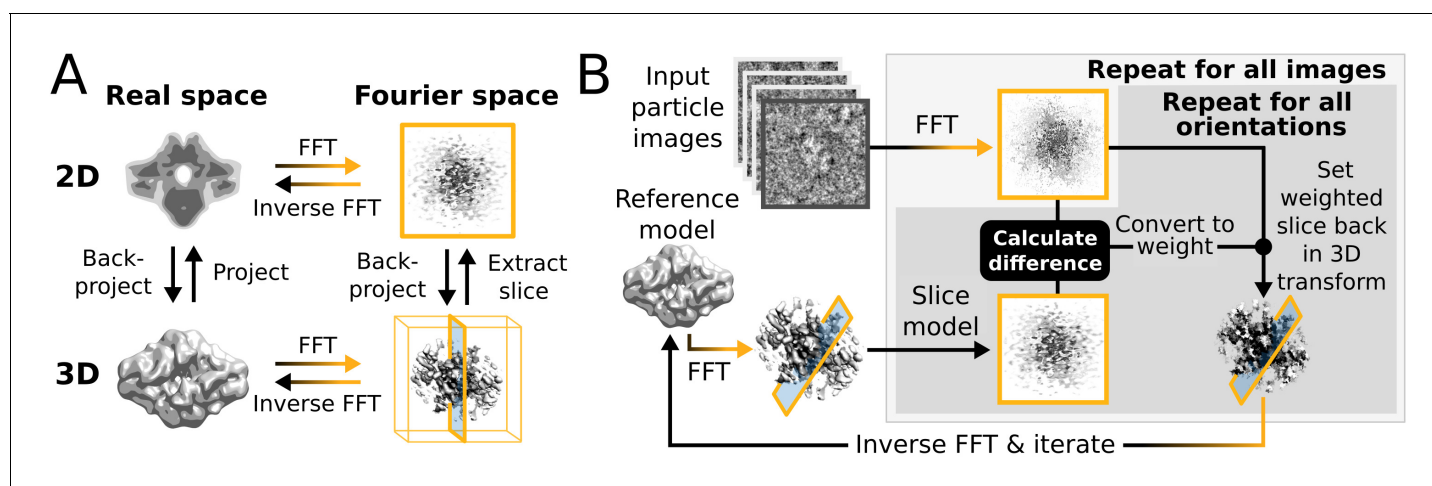 A
Real space
Fourier space
2D
FFT
Inverse FFT
Back-
project
Project
Back-
project
Extract
slice
3D
FFT
Inverse FFT
B
Input
particle
images
FFT
Repeat for all images
Repeat for all
orientations
Reference
model
Calculate
difference
Convert to
weight
Set
weighted
slice back
in 3D
transform
Slice
model
FFT
Inverse FFT & iterate